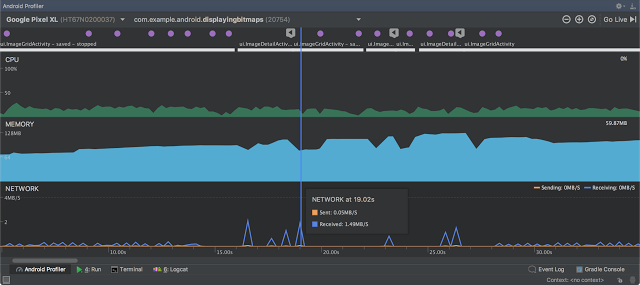 Android Profiler
Google Pixel XL (HT67N0200037) com.example.android.displayingbitmaps (20754) Go Live
ui.ImageGridActivity - saved - stopped ui.ImageDetailActiv... ui.ImageGridActivity - sa... ui.ImageDet... ui.Im... ui.ImageDetail... ui.ImageGridActivity
CPU 0%
100%
50
MEMORY 59.87MB
128MB
64
NETWORK Sending: 0MB/S Receiving: 0MB/S
4MB/S
NETWORK at 19.02s
Sent: 0.05MB/S
2
Received: 1.49MB/S
10.00s 15.00s 20.00s 25.00s 30.00s
Android Profiler 4: Run Terminal 6: Logcat Event Log Gradle Console
Context: <no context>